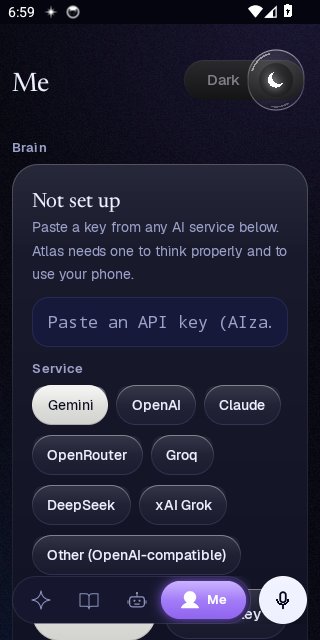 6:59
Me
Dark
Brain
Not set up
Paste a key from any AI service below.
Atlas needs one to think properly and to
use your phone.
Paste an API key (AIza.
Service
Gemini OpenAI Claude
OpenRouter Groq
DeepSeek xAI Grok
Other (OpenAI-compatible)
Me